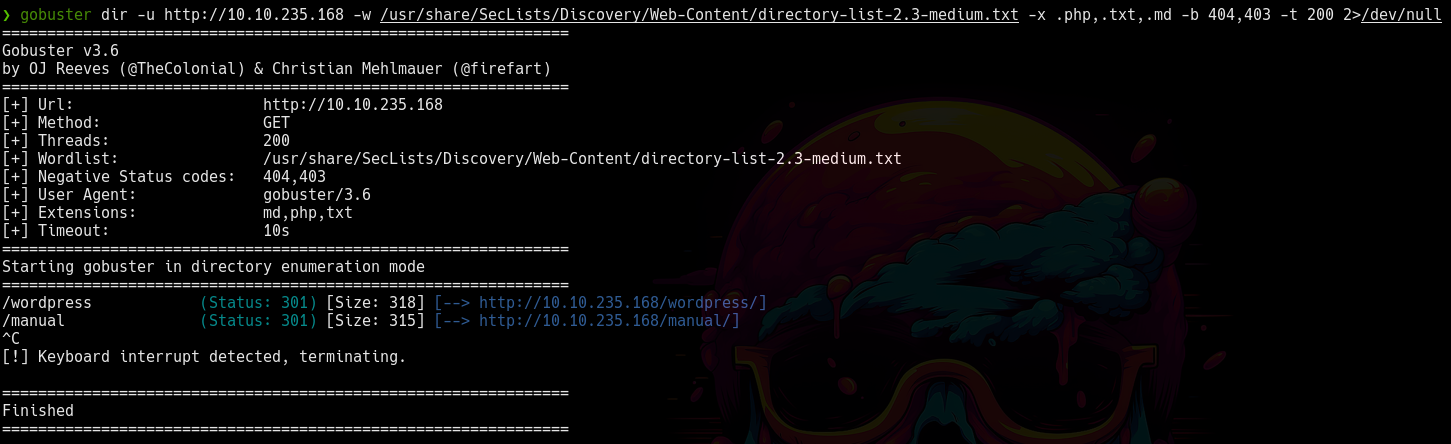 ❯ gobuster dir -u http://10.10.235.168 -w /usr/share/SecLists/Discovery/Web-Content/directory-list-2.3-medium.txt -x .php,.txt,.md -b 404,403 -t 200 2>/dev/null
===============================================================
Gobuster v3.6
by OJ Reeves (@TheColonial) & Christian Mehlmauer (@firefart)
===============================================================
[+] Url:                     http://10.10.235.168
[+] Method:                  GET
[+] Threads:                 200
[+] Wordlist:                /usr/share/SecLists/Discovery/Web-Content/directory-list-2.3-medium.txt
[+] Negative Status codes:   404,403
[+] User Agent:              gobuster/3.6
[+] Extensions:              md,php,txt
[+] Timeout:                 10s
===============================================================
Starting gobuster in directory enumeration mode
===============================================================
/wordpress            (Status: 301) [Size: 318] [--> http://10.10.235.168/wordpress/]
/manual               (Status: 301) [Size: 315] [--> http://10.10.235.168/manual/]
^C
[!] Keyboard interrupt detected, terminating.
===============================================================
Finished
===============================================================